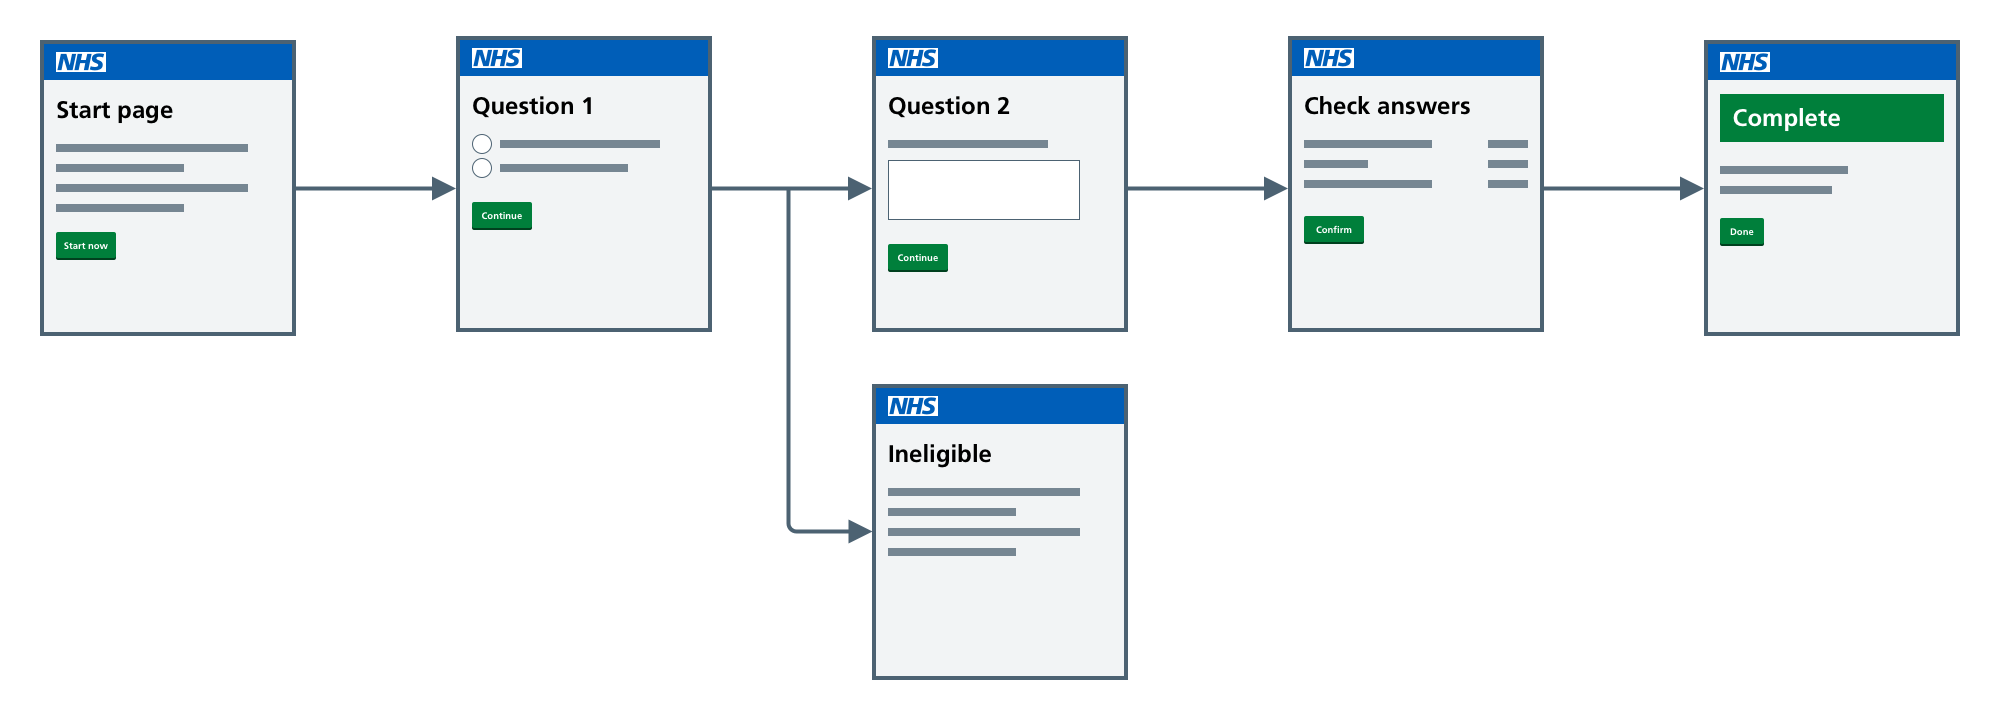 NHS
Start page
Start now
NHS
Question 1
Continue
NHS
Question 2
Continue
NHS
Check answers
Confirm
NHS
Complete
Done
NHS
Ineligible